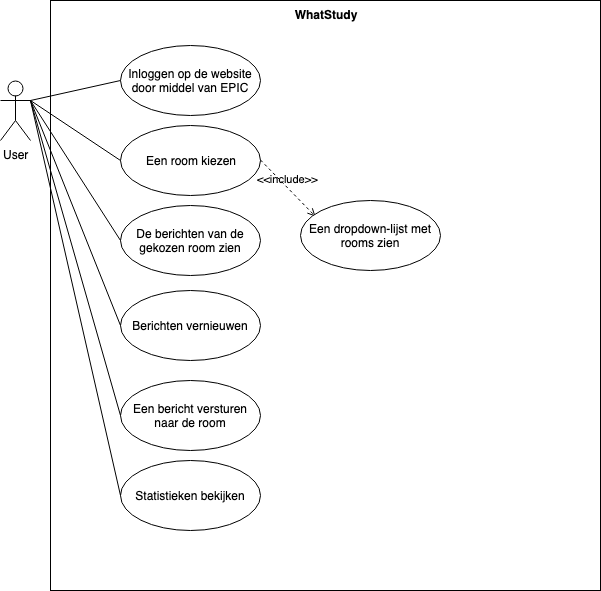 WhatStudy
Inloggen op de website
door middel van EPIC
User
Een room kiezen
<<include>>
Een dropdown-lijst met
rooms zien
De berichten van de
gekozen room zien
Berichten vernieuwen
Een bericht versturen
naar de room
Statistieken bekijken